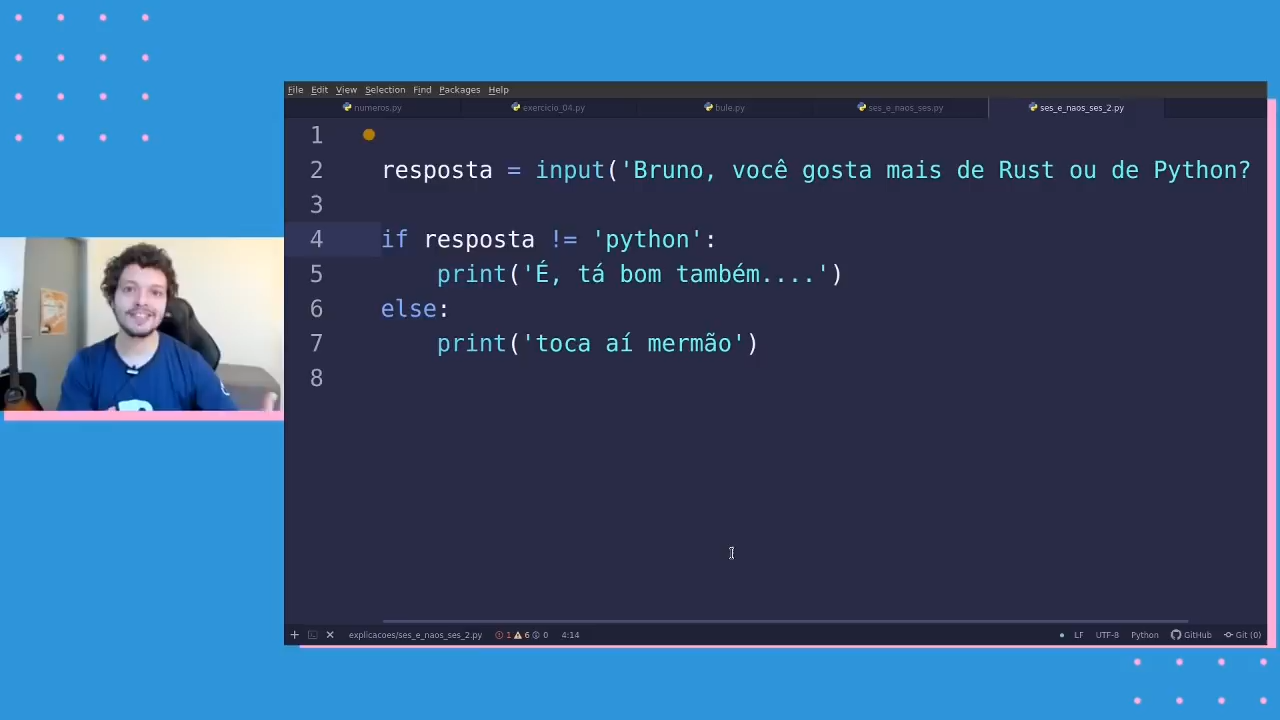 File Edit View Selection Find Packages Help
numeros.py exercicio_04.py bule.py ses_e_naos_ses.py ses_e_naos_ses_2.py
1
2 resposta = input('Bruno, você gosta mais de Rust ou de Python?
3
4 if resposta != 'python':
5 print('É, tá bom também....')
6 else:
7 print('toca aí mermão')
8
explicacoes/ses_e_naos_ses_2.py 1 6 0 4:14 LF UTF-8 Python GitHub Git (0)